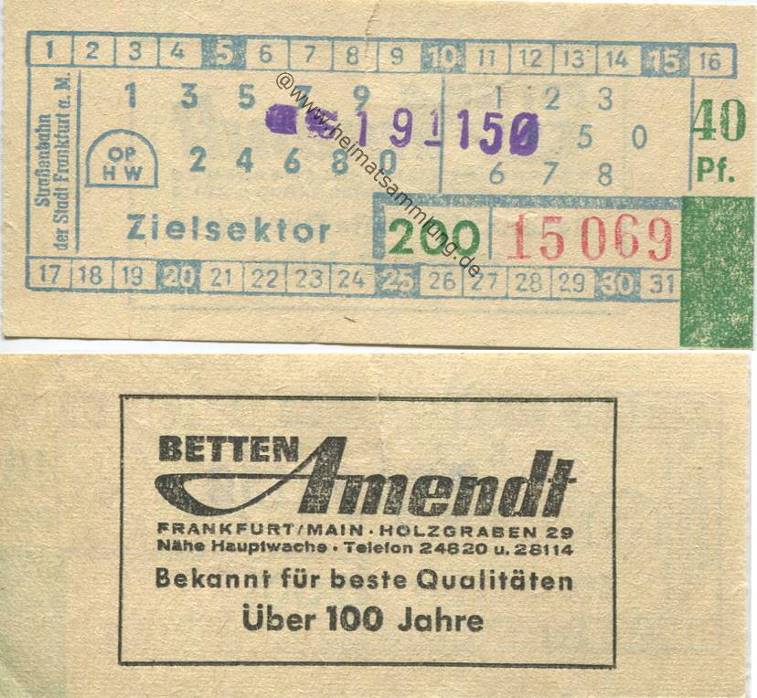 1 2 3 4 5 6 7 8 9 10 11 12 13 14 15 16
Straßenbahn
der Stadt Frankfurt a. M.
1 3 5 7 9
1 2 3
40
Pf.
191 150
OP
HW
5 0
2 4 6 8 0
6 7 8
Zielsektor
200
15069
17 18 19 20 21 22 23 24 25 26 27 28 29 30 31
@www.heimatsammlung.de
BETTEN
Amendt
FRANKFURT/MAIN · HOLZGRABEN 29
Nähe Hauptwache · Telefon 24820 u. 28114
Bekannt für beste Qualitäten
Über 100 Jahre